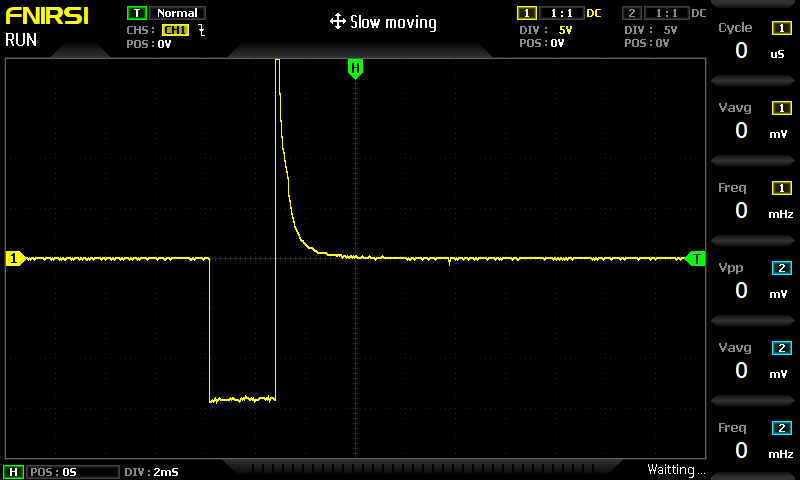 FNIRSI
RUN
T Normal
CHS: CH1
POS: 0V
Slow moving
1 1:1 DC
DIV: 5V
POS: 0V
2 1:1 DC
DIV: 5V
POS: 0V
H
1
T
Cycle 1
0 uS
Vavg 1
0 mV
Freq 1
0 mHz
Vpp 2
0 mV
Vavg 2
0 mV
Freq 2
0 mHz
H POS: 0S DIV: 2mS
Waitting...